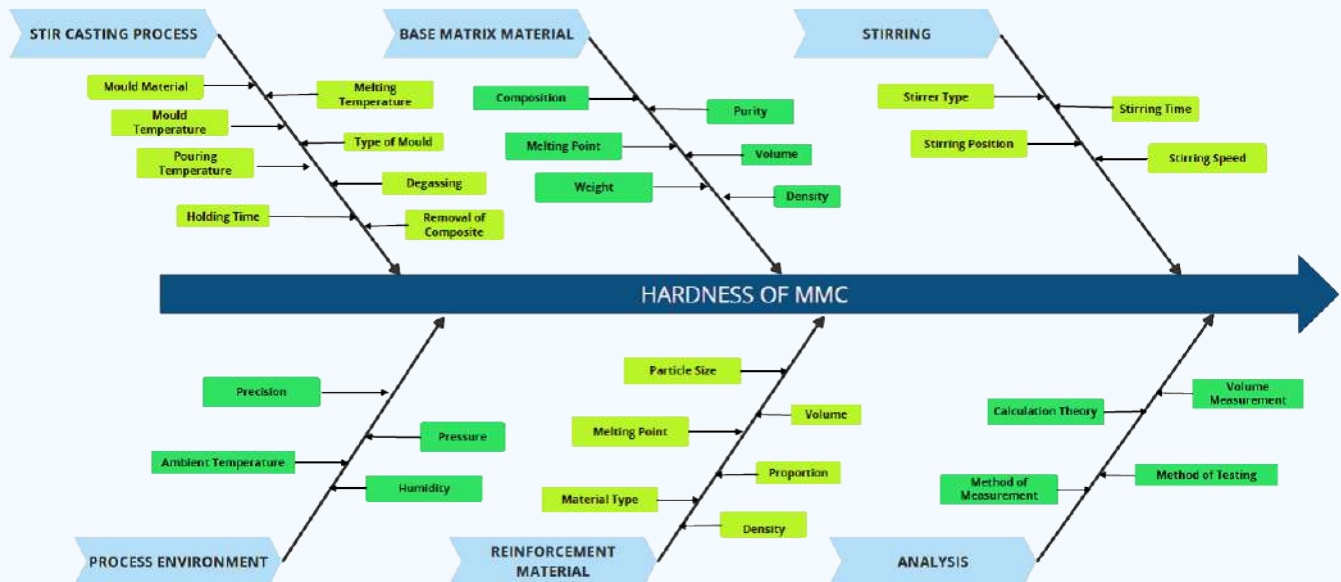 STIR CASTING PROCESS
BASE MATRIX MATERIAL
STIRRING
Mould Material
Melting
Temperature
Mould
Temperature
Type of Mould
Pouring
Temperature
Degassing
Holding Time
Removal of
Composite
Composition
Purity
Melting Point
Volume
Weight
Density
Stirrer Type
Stirring Time
Stirring Position
Stirring Speed
HARDNESS OF MMC
Precision
Pressure
Ambient Temperature
Humidity
Particle Size
Volume
Melting Point
Proportion
Material Type
Density
Volume
Measurement
Calculation Theory
Method of Testing
Method of
Measurement
PROCESS ENVIRONMENT
REINFORCEMENT
MATERIAL
ANALYSIS